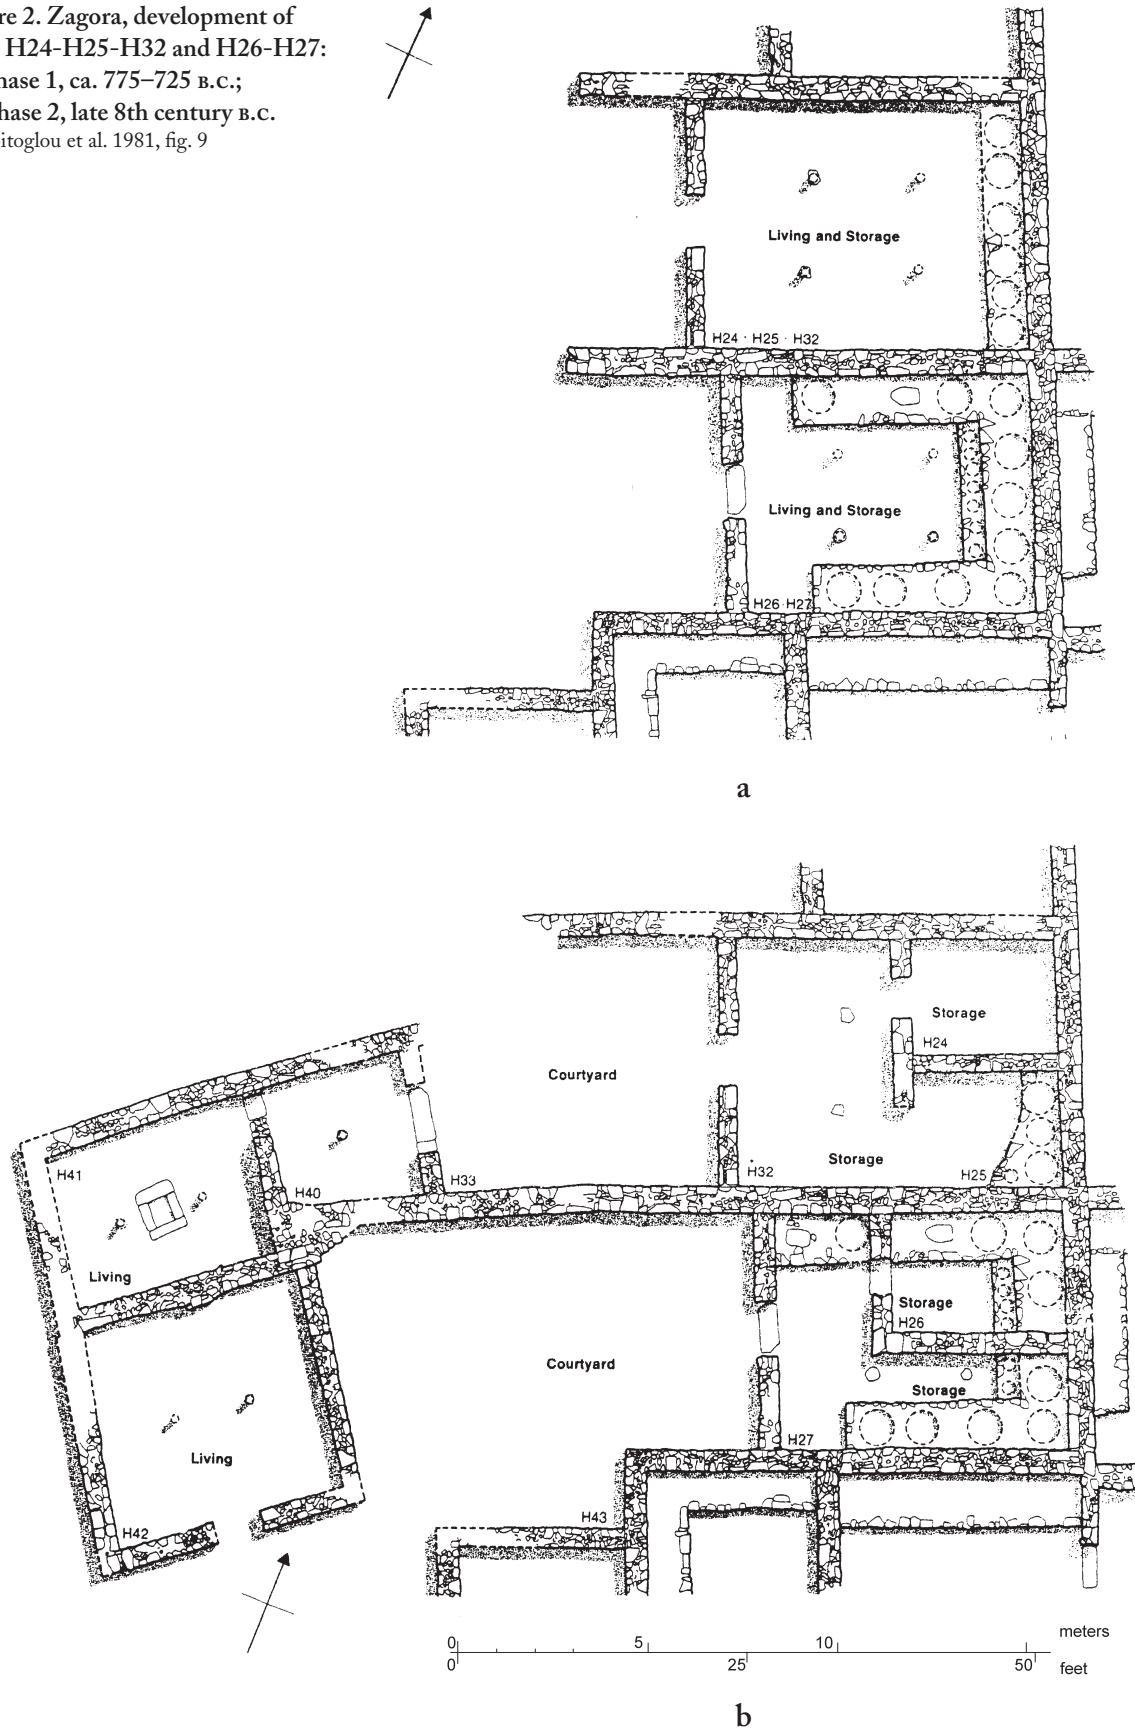 re 2. Zagora, development of
H24-H25-H32 and H26-H27:
hase 1, ca. 775–725 B.C.;
hase 2, late 8th century B.C.
itoglou et al. 1981, fig. 9
Living and Storage
H24 · H25 · H32
Living and Storage
H26·H27
a
Storage
H24
Courtyard
Storage
H25
H32
H41
H40
H33
Living
Storage
H26
Courtyard
Storage
H27
Living
H43
H42
0 5 10 meters
0 25 50 feet
b